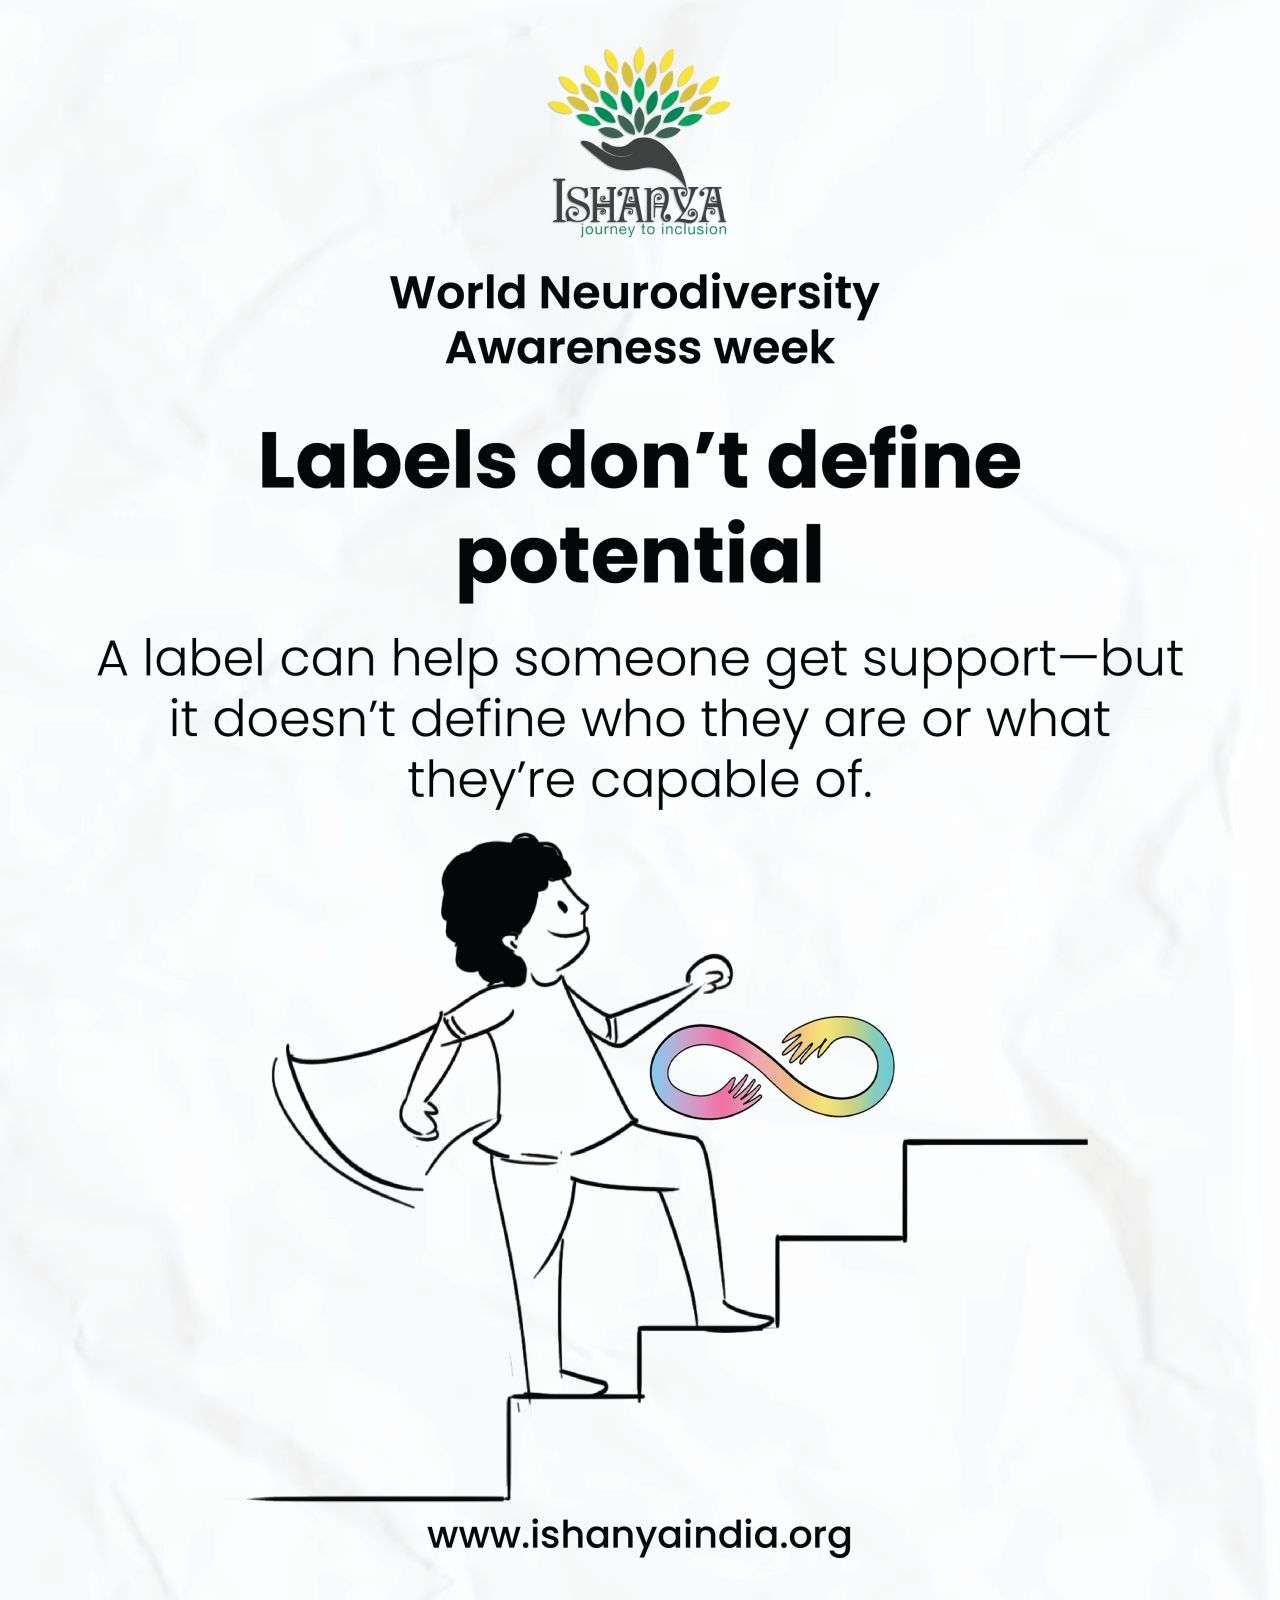 ISHANYA
journey to inclusion
World Neurodiversity
Awareness week
Labels don’t define
potential
A label can help someone get support—but
it doesn’t define who they are or what
they’re capable of.
www.ishanyaindia.org